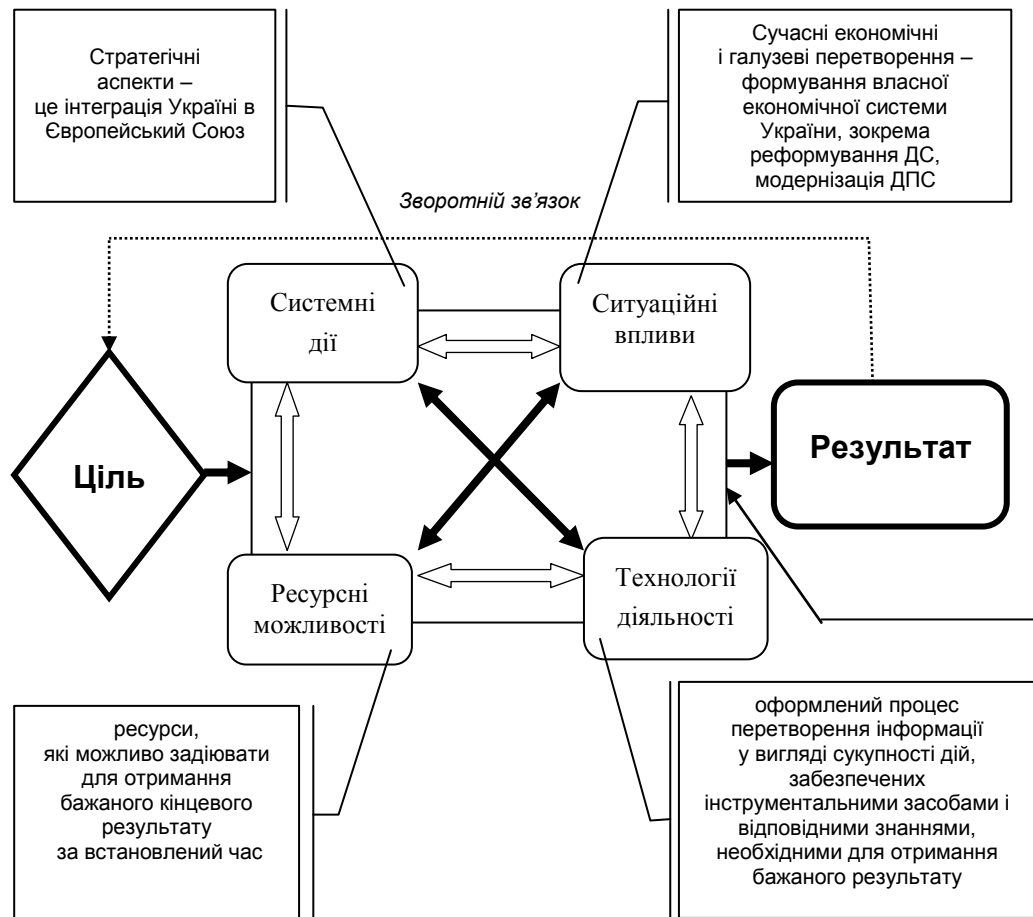 Стратегічні
аспекти –
це інтеграція Україні в
Європейський Союз
Сучасні економічні
і галузеві перетворення –
формування власної
економічної системи
України, зокрема
реформування ДС,
модернізація ДПС
Зворотній зв'язок
Системні
дії
Ситуаційні
впливи
Ціль
Результат
Ресурсні
можливості
Технології
діяльності
ресурси,
які можливо задіювати
для отримання
бажаного кінцевого
результату
за встановлений час
оформлений процес
перетворення інформації
у вигляді сукупності дій,
забезпечених
інструментальними засобами і
відповідними знаннями,
необхідними для отримання
бажаного результату